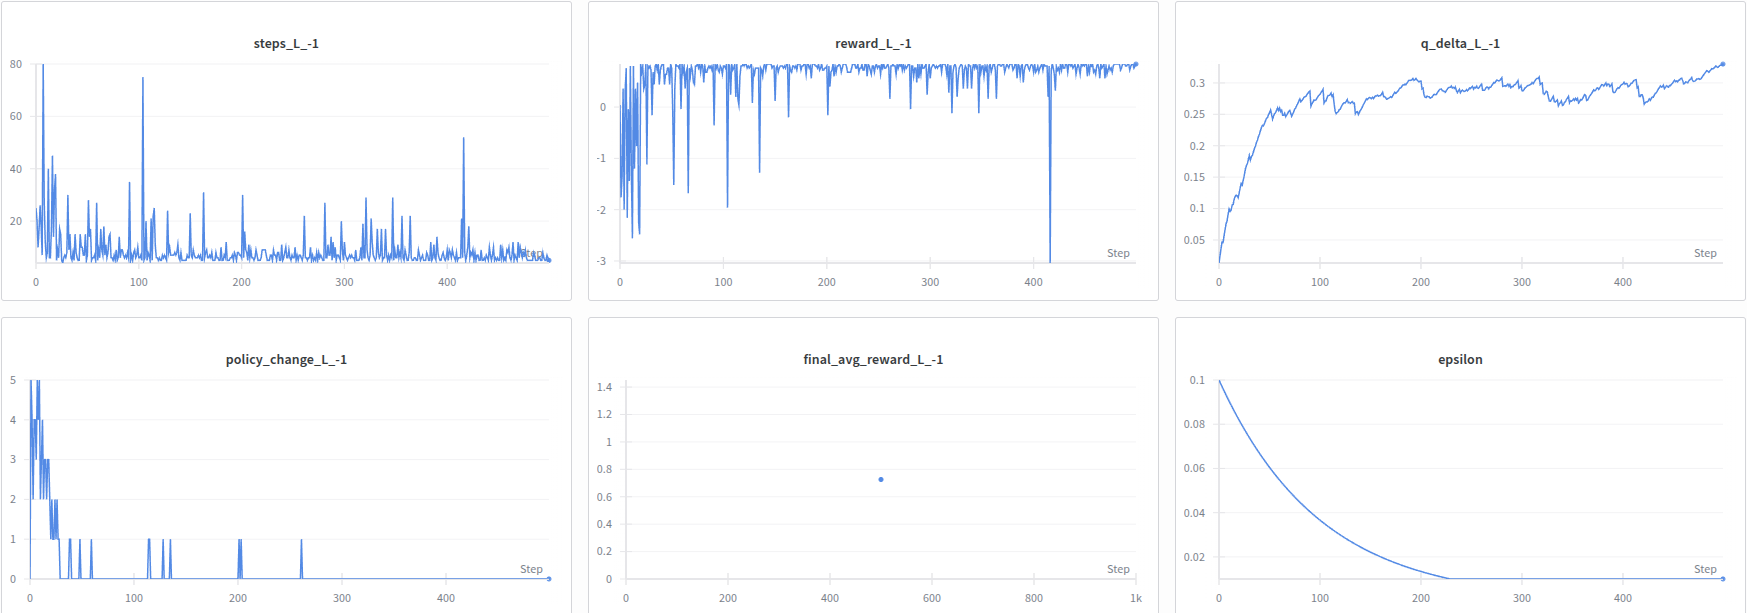 steps_L_-1
80
60
40
20
Step
0 100 200 300 400
reward_L_-1
0
-1
-2
-3
Step
0 100 200 300 400
q_delta_L_-1
0.3
0.25
0.2
0.15
0.1
0.05
Step
0 100 200 300 400
policy_change_L_-1
5
4
3
2
1
0
Step
0 100 200 300 400
final_avg_reward_L_-1
1.4
1.2
1
0.8
0.6
0.4
0.2
0
Step
0 200 400 600 800 1k
epsilon
0.1
0.08
0.06
0.04
0.02
Step
0 100 200 300 400